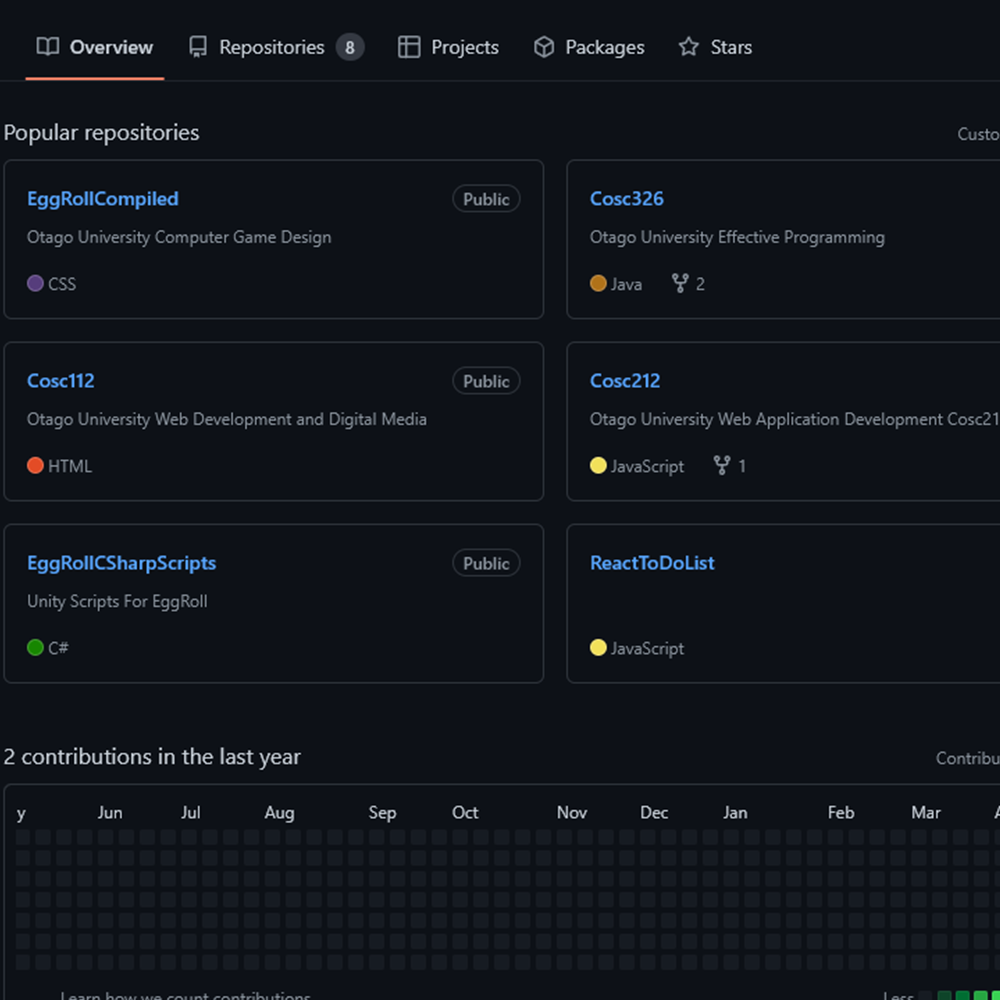 Overview Repositories 8 Projects Packages Stars
Popular repositories
Custo
EggRollCompiled Public
Otago University Computer Game Design
CSS
Cosc326
Otago University Effective Programming
Java 2
Cosc112 Public
Otago University Web Development and Digital Media
HTML
Cosc212
Otago University Web Application Development Cosc21
JavaScript 1
EggRollCSharpScripts Public
Unity Scripts For EggRoll
C#
ReactToDoList
JavaScript
2 contributions in the last year
Contribu
y Jun Jul Aug Sep Oct Nov Dec Jan Feb Mar A
Learn how we count contributions
Less